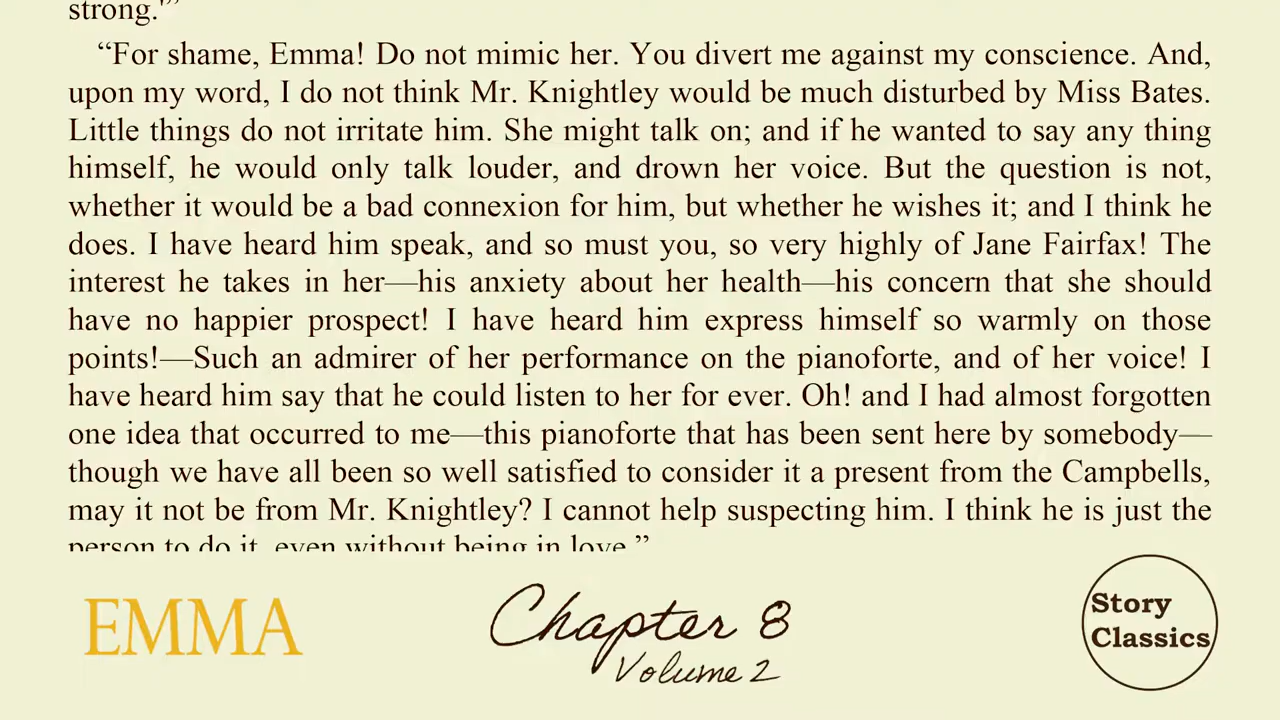 strong.'”
“For shame, Emma! Do not mimic her. You divert me against my conscience. And,
upon my word, I do not think Mr. Knightley would be much disturbed by Miss Bates.
Little things do not irritate him. She might talk on; and if he wanted to say any thing
himself, he would only talk louder, and drown her voice. But the question is not,
whether it would be a bad connexion for him, but whether he wishes it; and I think he
does. I have heard him speak, and so must you, so very highly of Jane Fairfax! The
interest he takes in her—his anxiety about her health—his concern that she should
have no happier prospect! I have heard him express himself so warmly on those
points!—Such an admirer of her performance on the pianoforte, and of her voice! I
have heard him say that he could listen to her for ever. Oh! and I had almost forgotten
one idea that occurred to me—this pianoforte that has been sent here by somebody—
though we have all been so well satisfied to consider it a present from the Campbells,
may it not be from Mr. Knightley? I cannot help suspecting him. I think he is just the
person to do it, even without being in love.”
EMMA
Chapter 8
Volume 2
Story
Classics